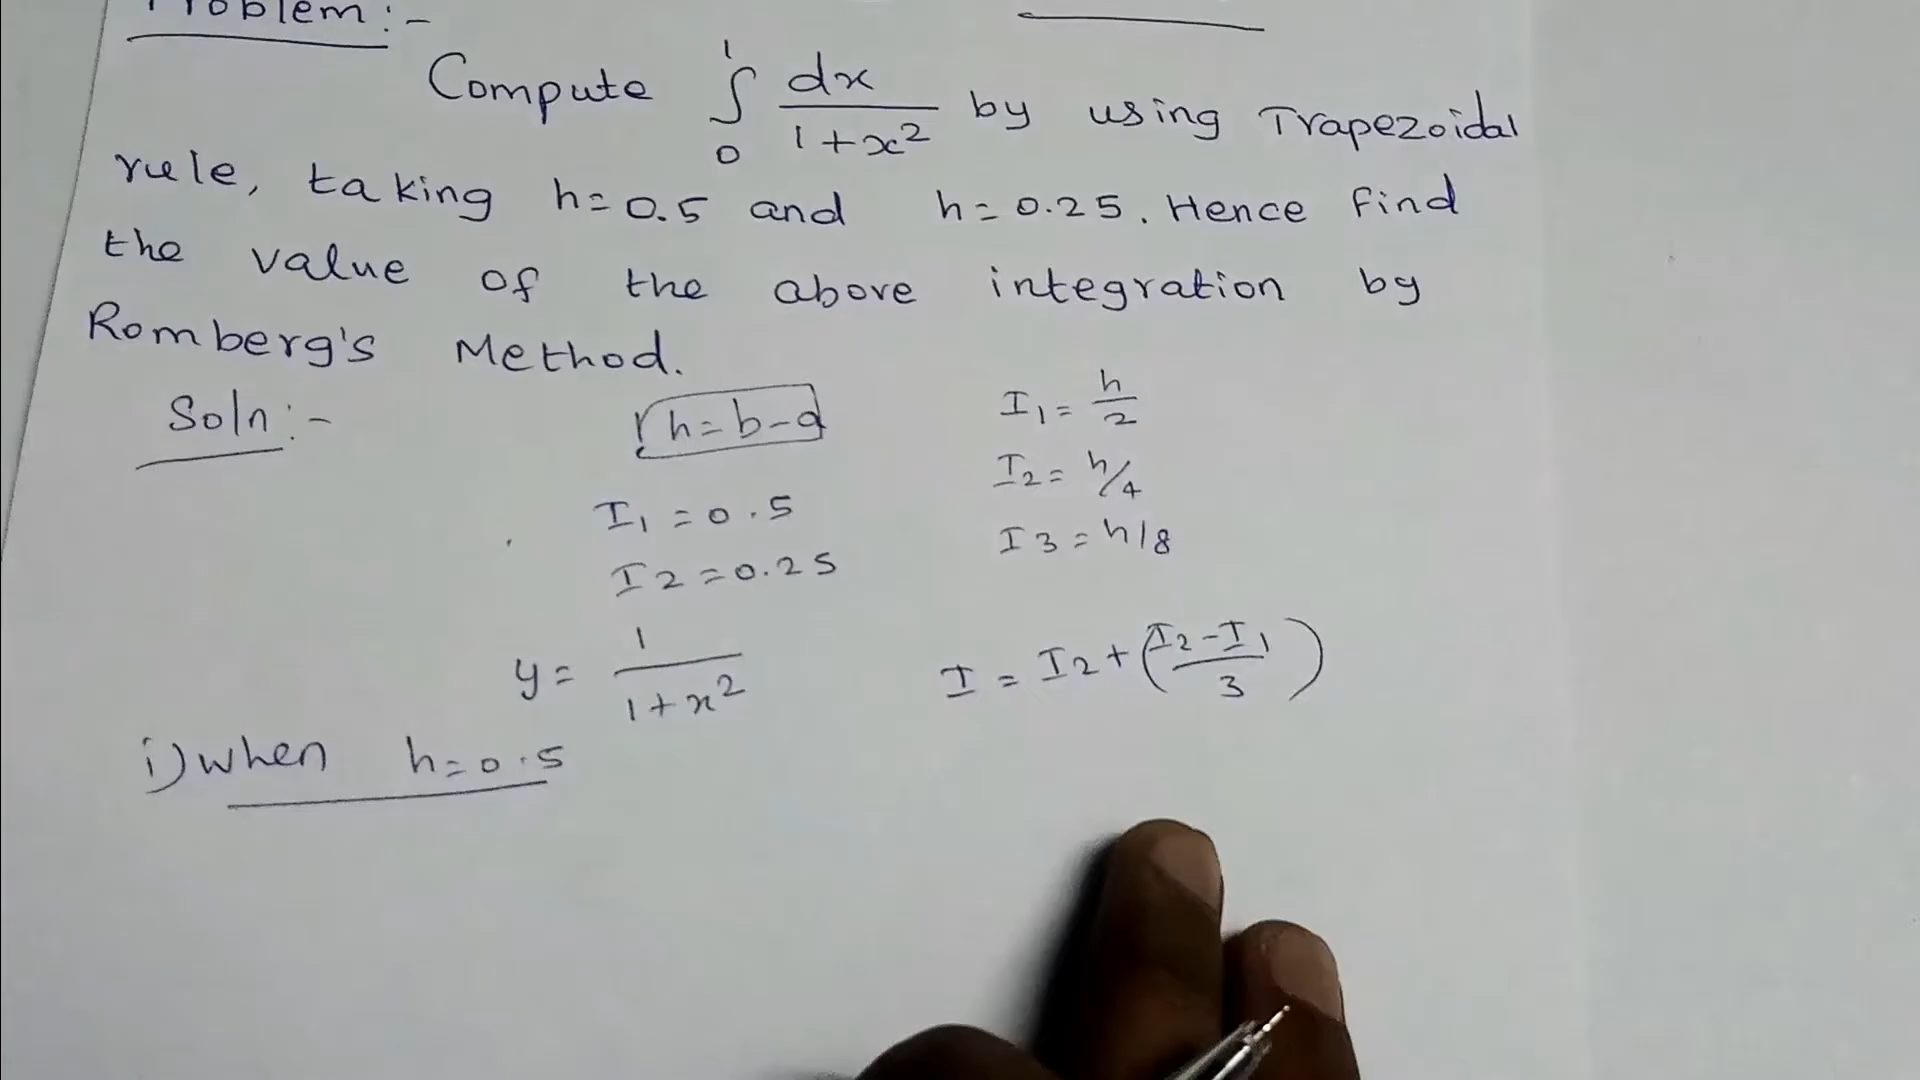 Problem:-
Compute ∫₀¹ dx/(1+x²) by using Trapezoidal
rule, taking h=0.5 and h=0.25. Hence find
the value of the above integration by
Romberg's Method.
Soln:-
h=b-a
I₁ = h/2
I₂ = h/4
I3 = h/8
I₁ = 0.5
I2 = 0.25
y = 1/(1+x²)
I = I₂ + ((I₂-I₁)/3)
i) when h=0.5